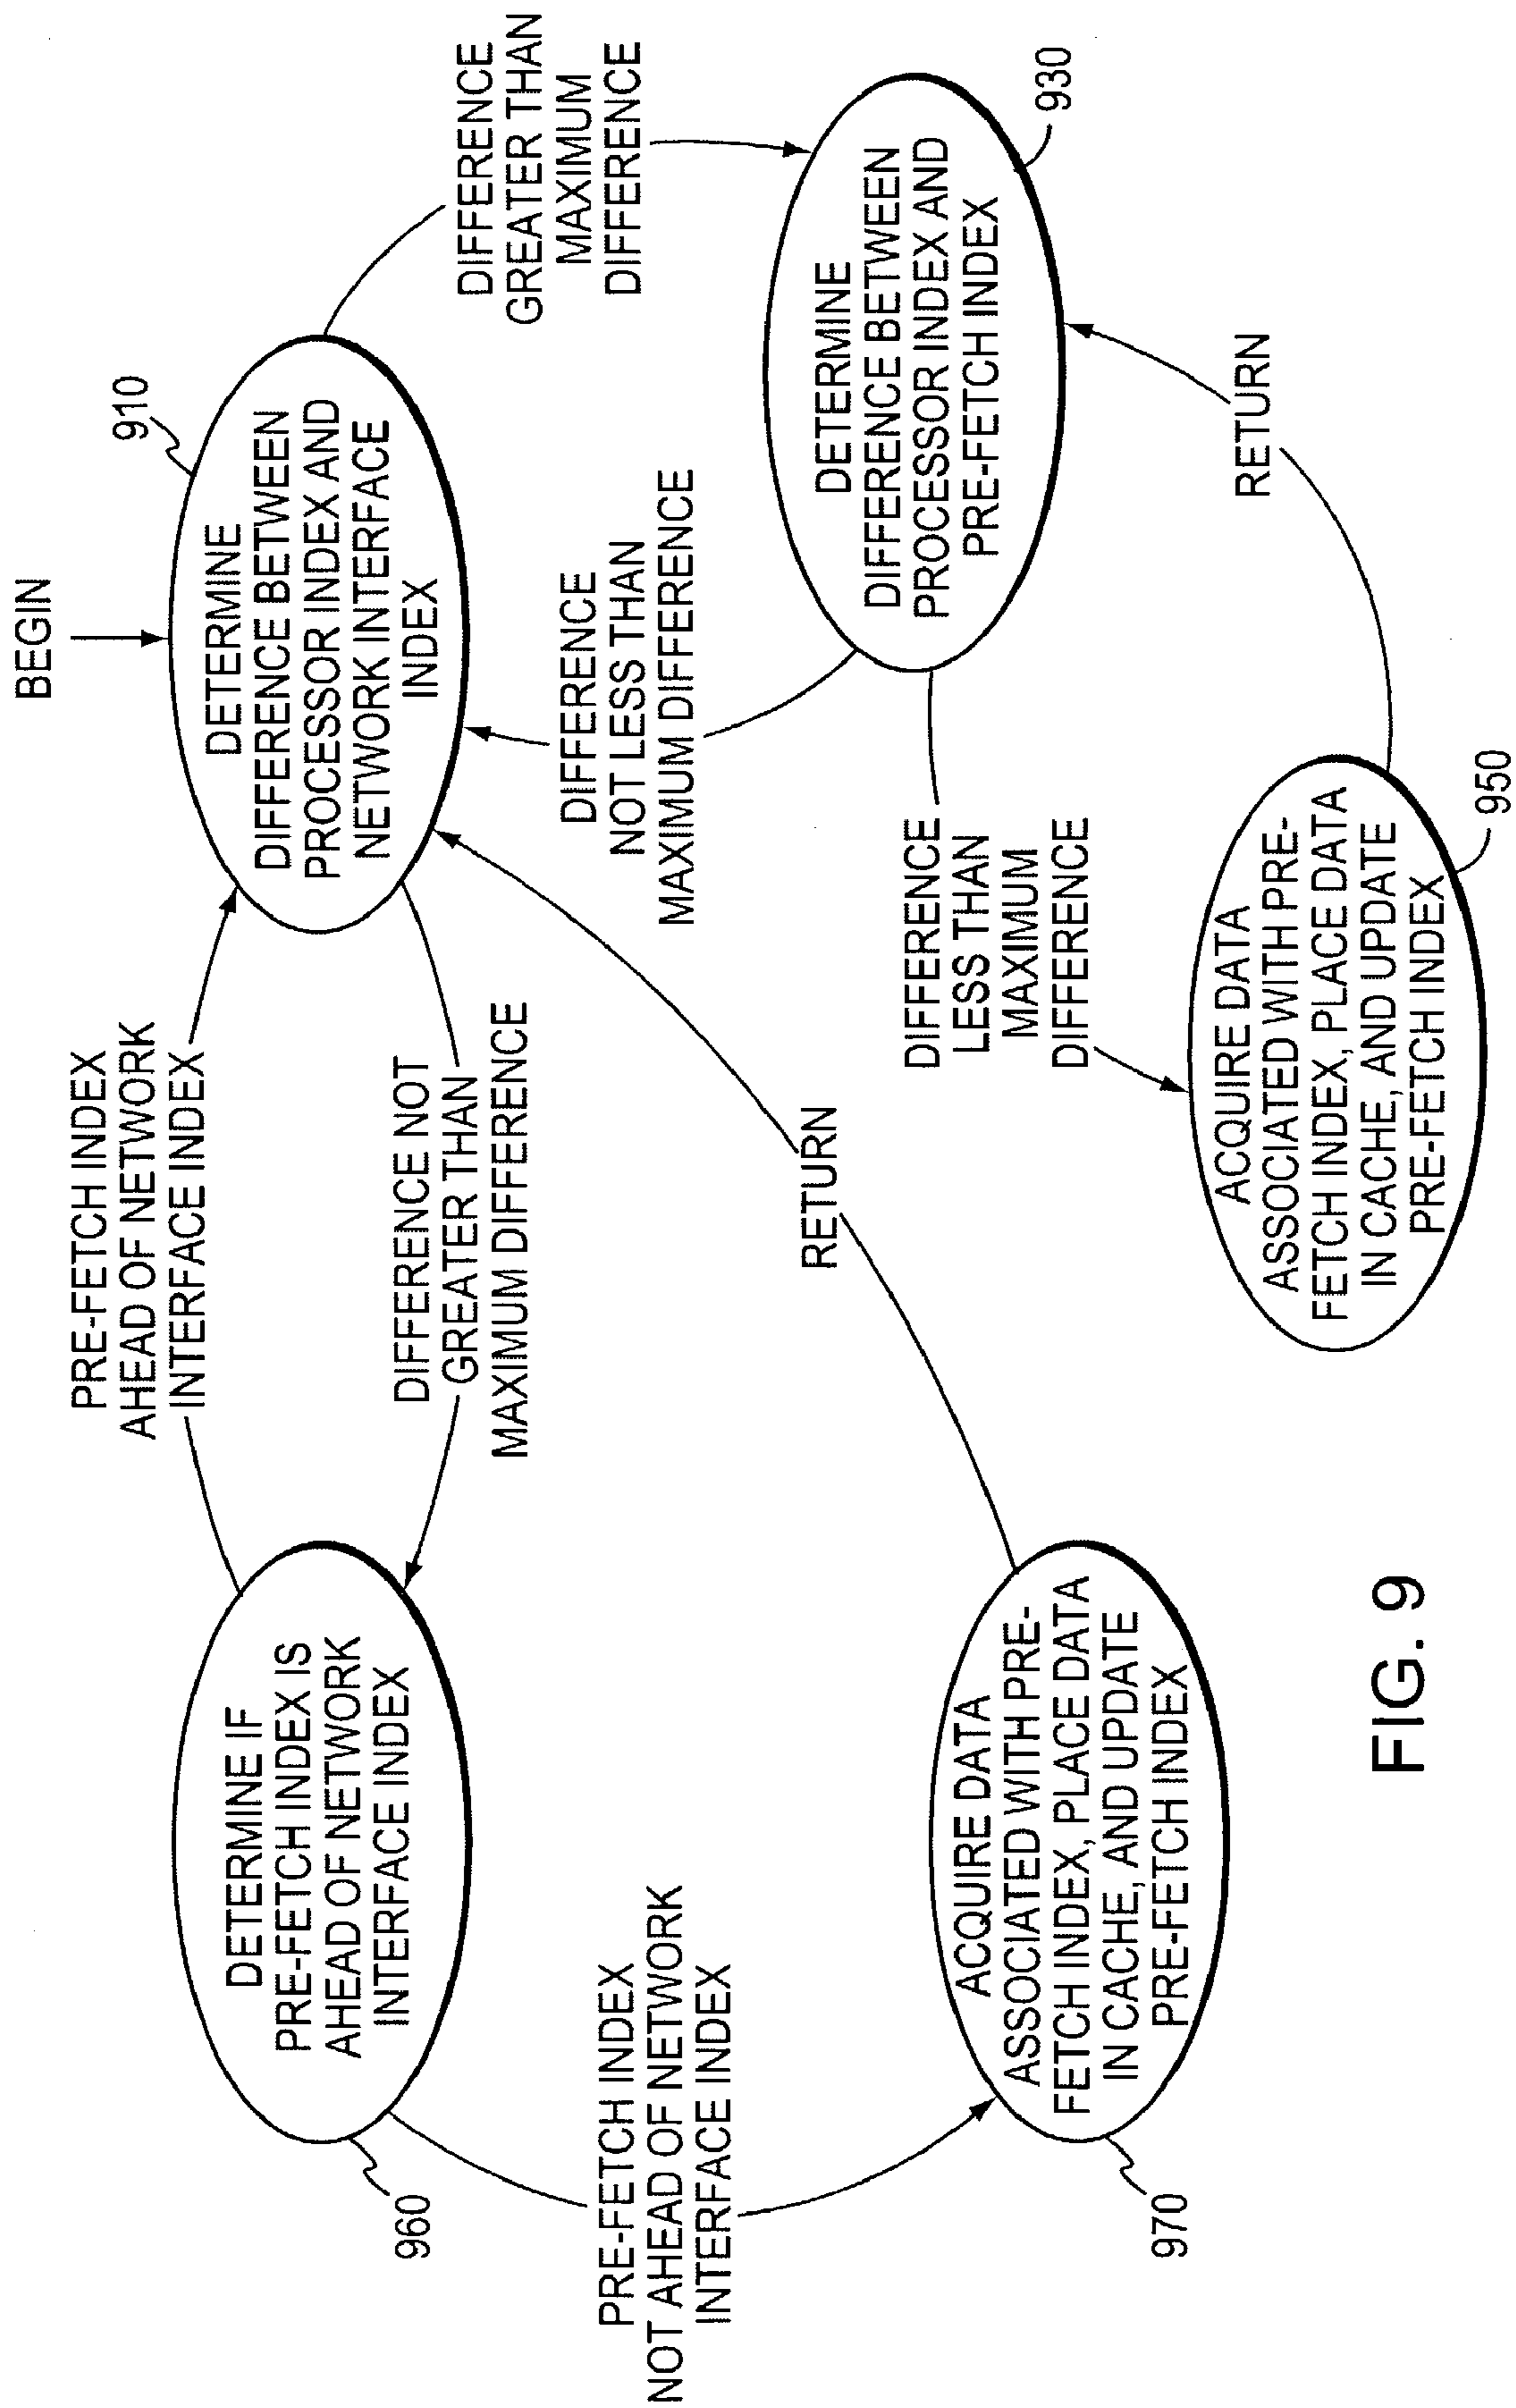 BEGIN
910
DETERMINE
DIFFERENCE BETWEEN
PROCESSOR INDEX AND
NETWORK INTERFACE
INDEX
PRE-FETCH INDEX
AHEAD OF NETWORK
INTERFACE INDEX
DIFFERENCE NOT
GREATER THAN
MAXIMUM DIFFERENCE
DETERMINE IF
PRE-FETCH INDEX IS
AHEAD OF NETWORK
INTERFACE INDEX
960
DIFFERENCE
GREATER THAN
MAXIMUM
DIFFERENCE
DIFFERENCE
NOT LESS THAN
MAXIMUM DIFFERENCE
DETERMINE
DIFFERENCE BETWEEN
PROCESSOR INDEX AND
PRE-FETCH INDEX
930
PRE-FETCH INDEX
NOT AHEAD OF NETWORK
INTERFACE INDEX
RETURN
DIFFERENCE
LESS THAN
MAXIMUM
DIFFERENCE
ACQUIRE DATA
ASSOCIATED WITH PRE-
FETCH INDEX, PLACE DATA
IN CACHE, AND UPDATE
PRE-FETCH INDEX
970
ACQUIRE DATA
ASSOCIATED WITH PRE-
FETCH INDEX, PLACE DATA
IN CACHE, AND UPDATE
PRE-FETCH INDEX
950
RETURN
FIG. 9